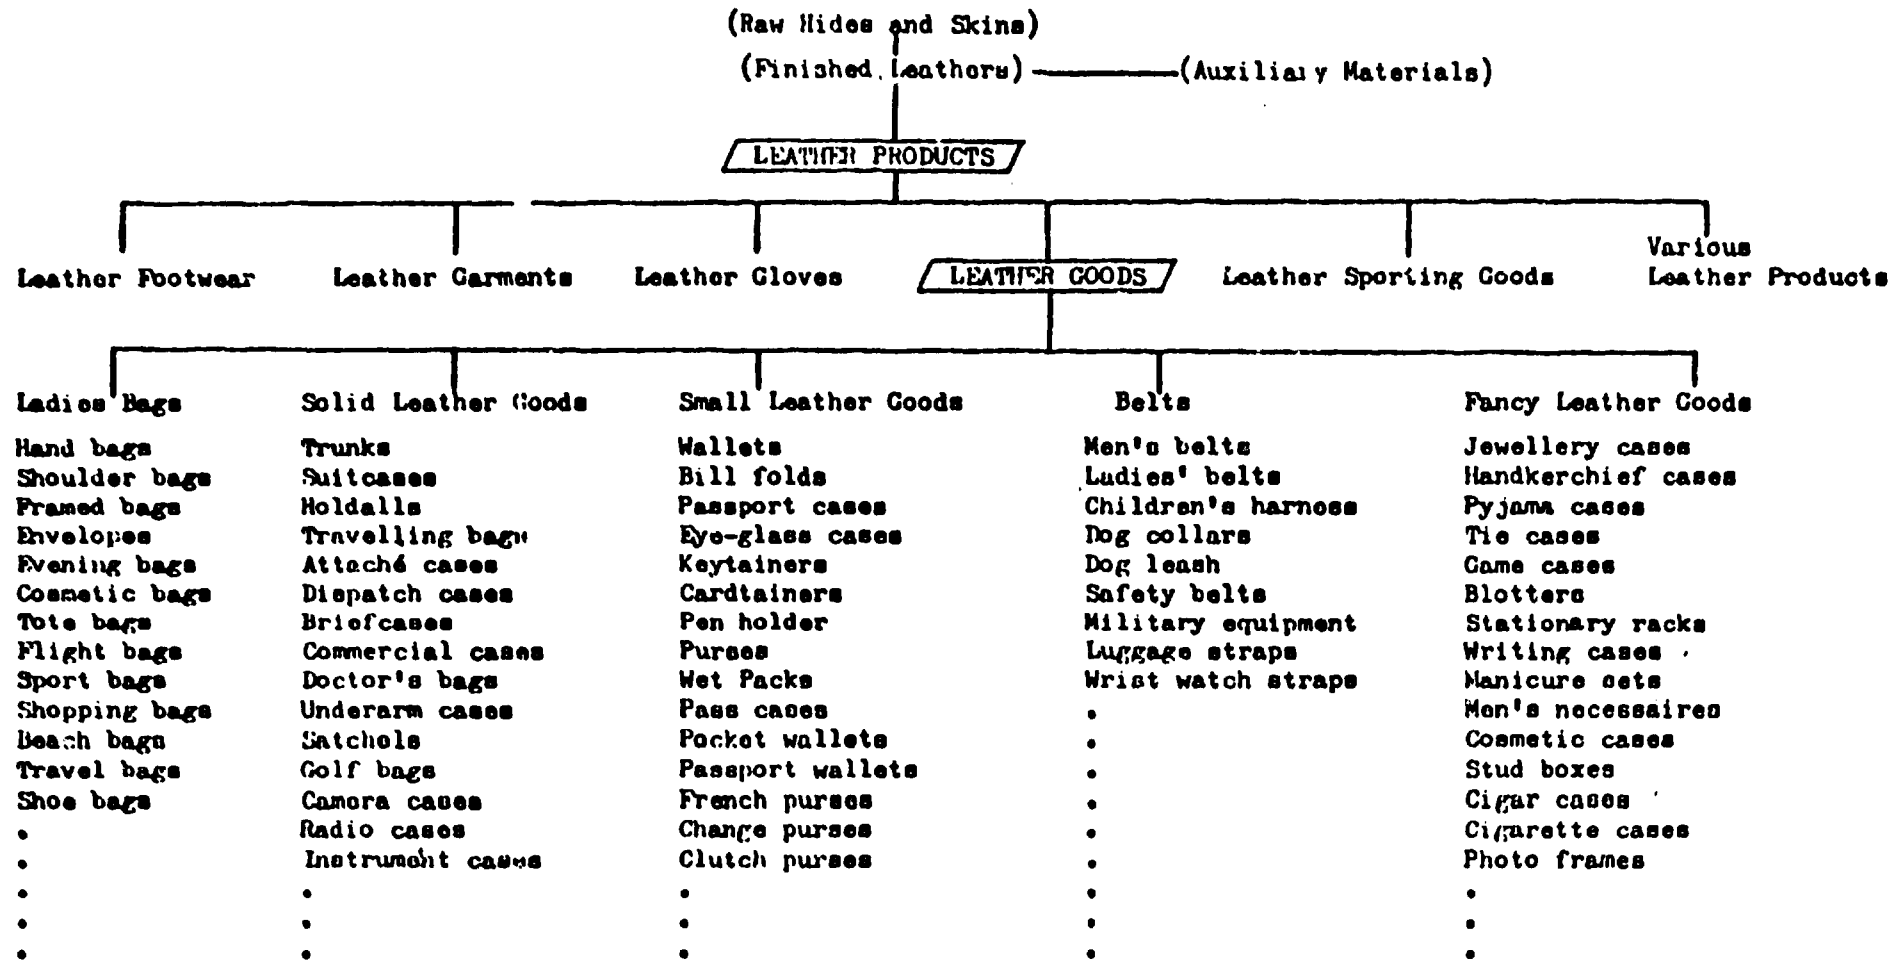 (Raw Hides and Skins)
(Finished Leathers) (Auxiliary Materials)
LEATHER PRODUCTS
Various
Leather Footwear Leather Garments Leather Gloves LEATHER GOODS Leather Sporting Goods Leather Products
Ladies Bags Solid Leather Goods Small Leather Goods Belts Fancy Leather Goods
Hand bags Trunks Wallets Men's belts Jewellery cases
Shoulder bags Suitcases Bill folds Ladies' belts Handkerchief cases
Framed bags Holdalls Passport cases Children's harness Pyjama cases
Envelopes Travelling bags Eye-glass cases Dog collars Tie cases
Evening bags Attaché cases Keytainers Dog leash Game cases
Cosmetic bags Dispatch cases Cardtainers Safety belts Blotters
Tote bags Briefcases Pen holder Military equipment Stationary racks
Flight bags Commercial cases Purses Luggage straps Writing cases
Sport bags Doctor's bags Wet Packs Wrist watch straps Manicure sets
Shopping bags Underarm cases Pass cases . Men's necessaires
Beach bags Satchels Pocket wallets . Cosmetic cases
Travel bags Golf bags Passport wallets . Stud boxes
Shoe bags Camera cases French purses . Cigar cases
. Radio cases Change purses . Cigarette cases
. Instrument cases Clutch purses . Photo frames
. . . . .
. . . . .
. . . . .